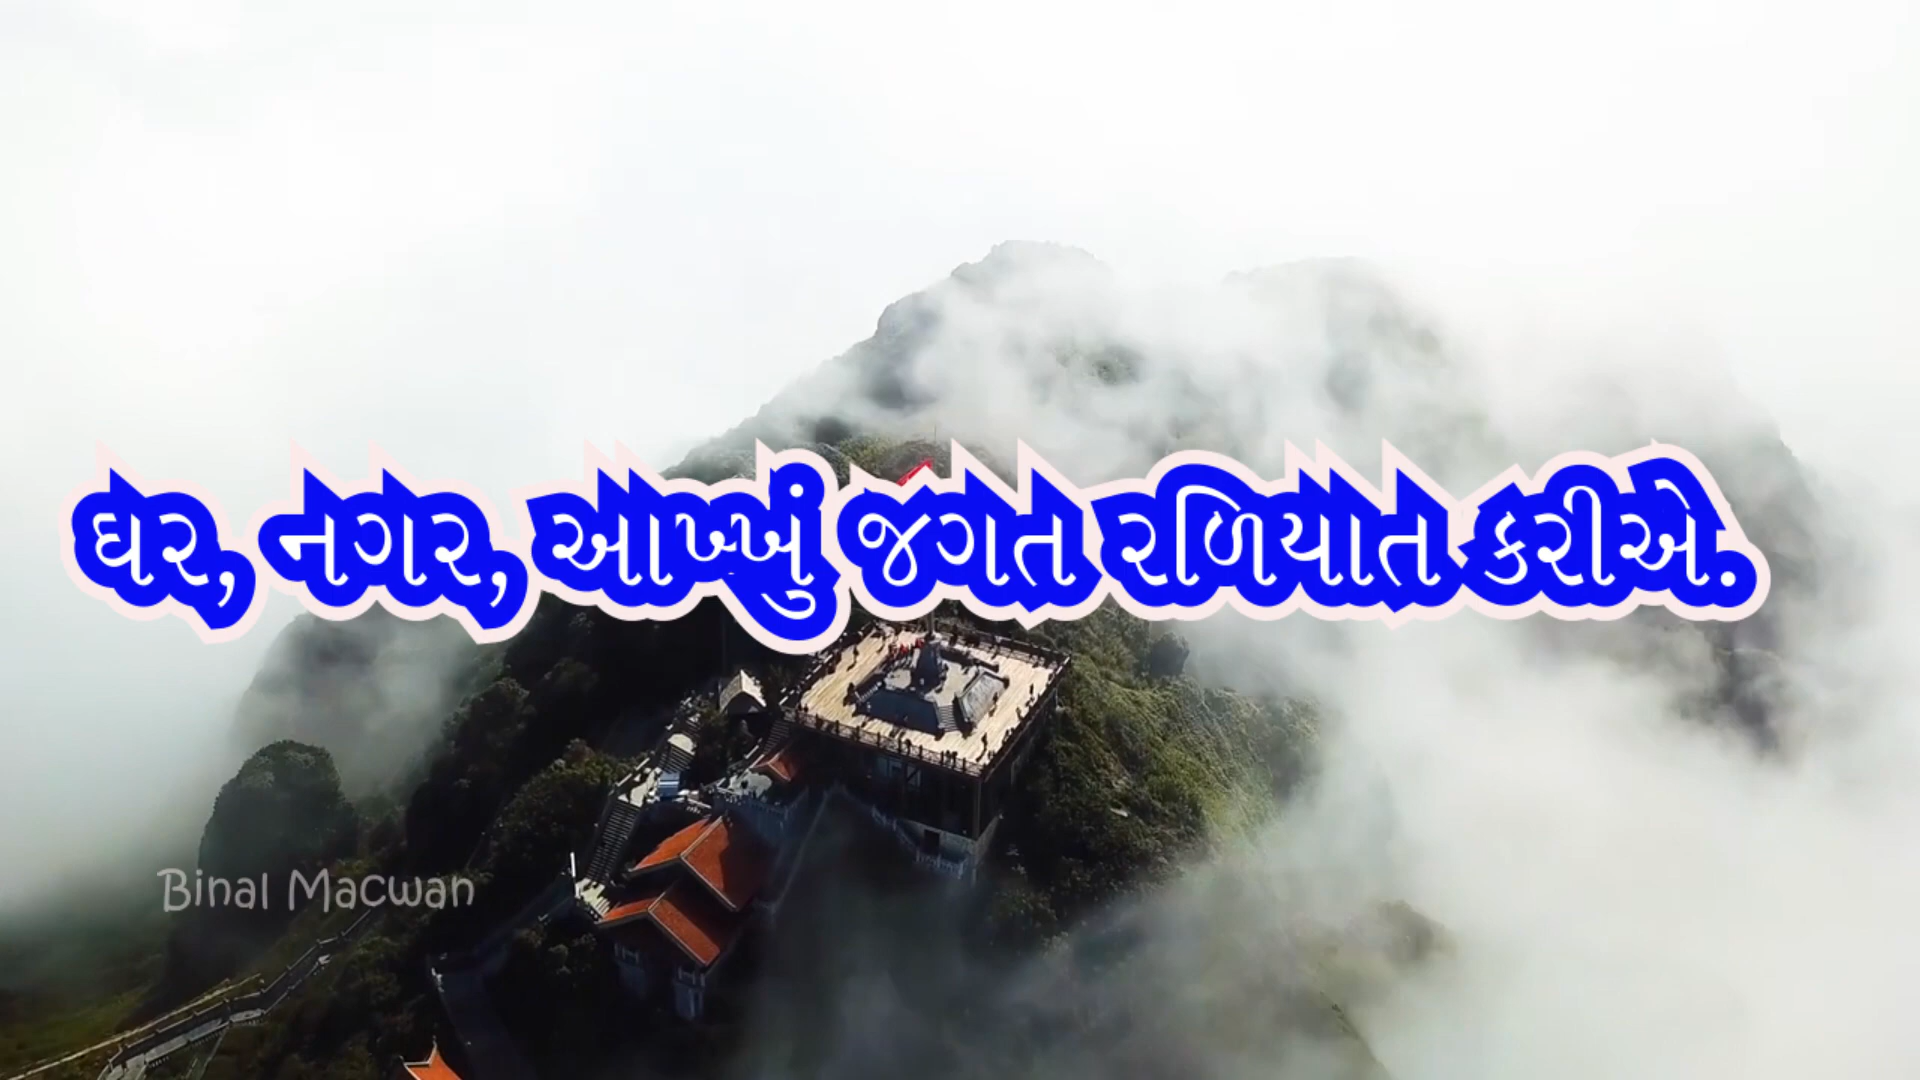 ઘર, નગર, આખ્ખું જગત રળિયાત કરીએ.
Binal Macwan